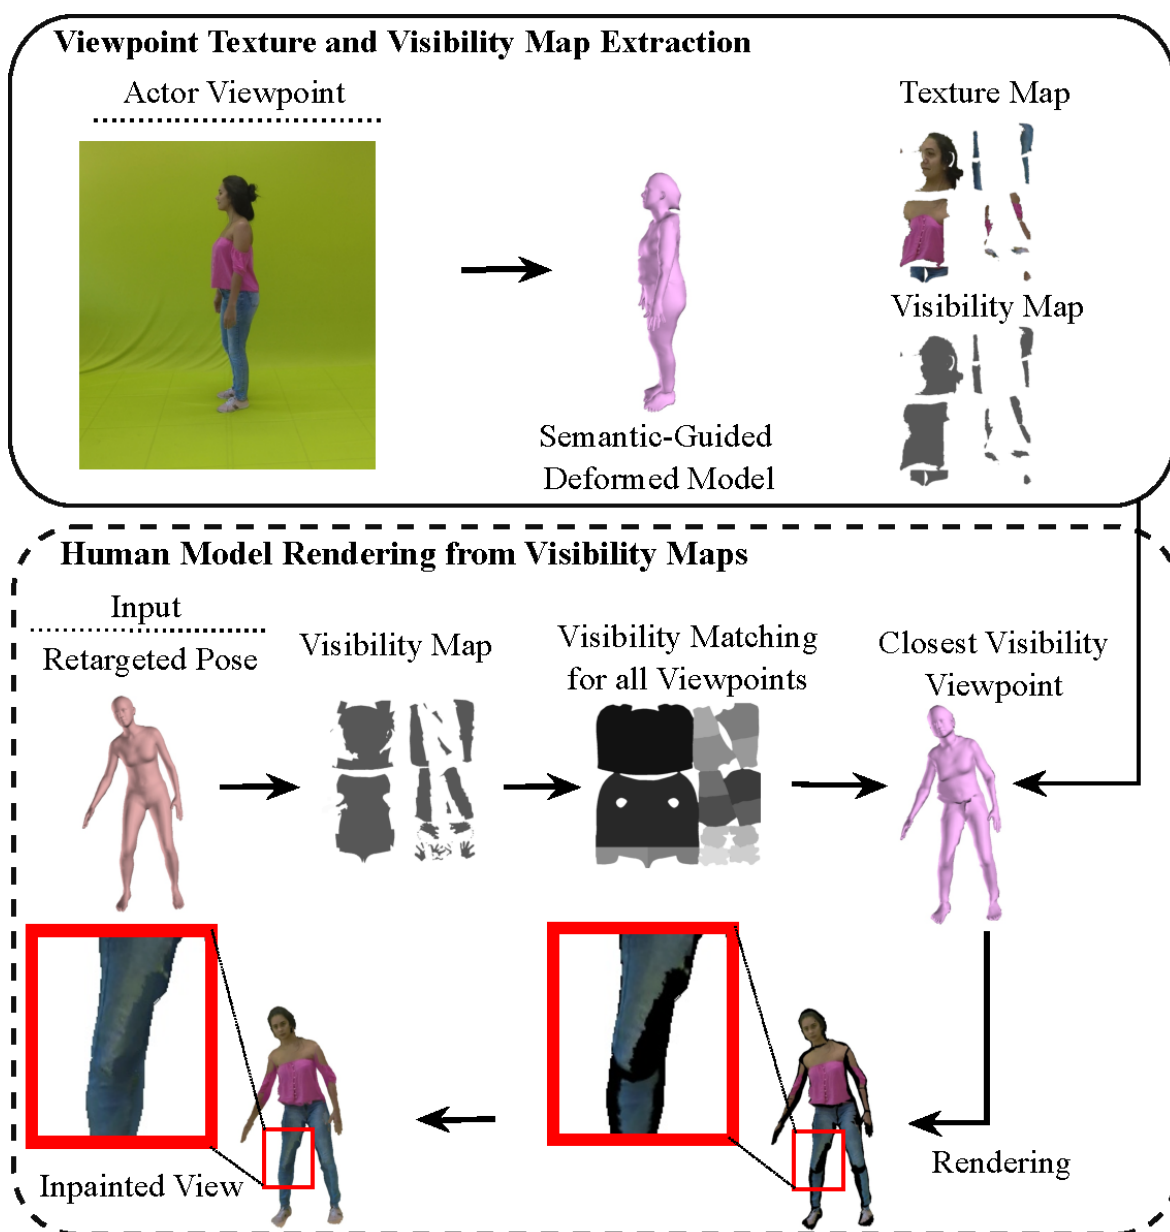 Viewpoint Texture and Visibility Map Extraction
Actor Viewpoint
Texture Map
Visibility Map
Semantic-Guided
Deformed Model
Human Model Rendering from Visibility Maps
Input
Retargeted Pose
Visibility Map
Visibility Matching
for all Viewpoints
Closest Visibility
Viewpoint
Inpainted View
Rendering